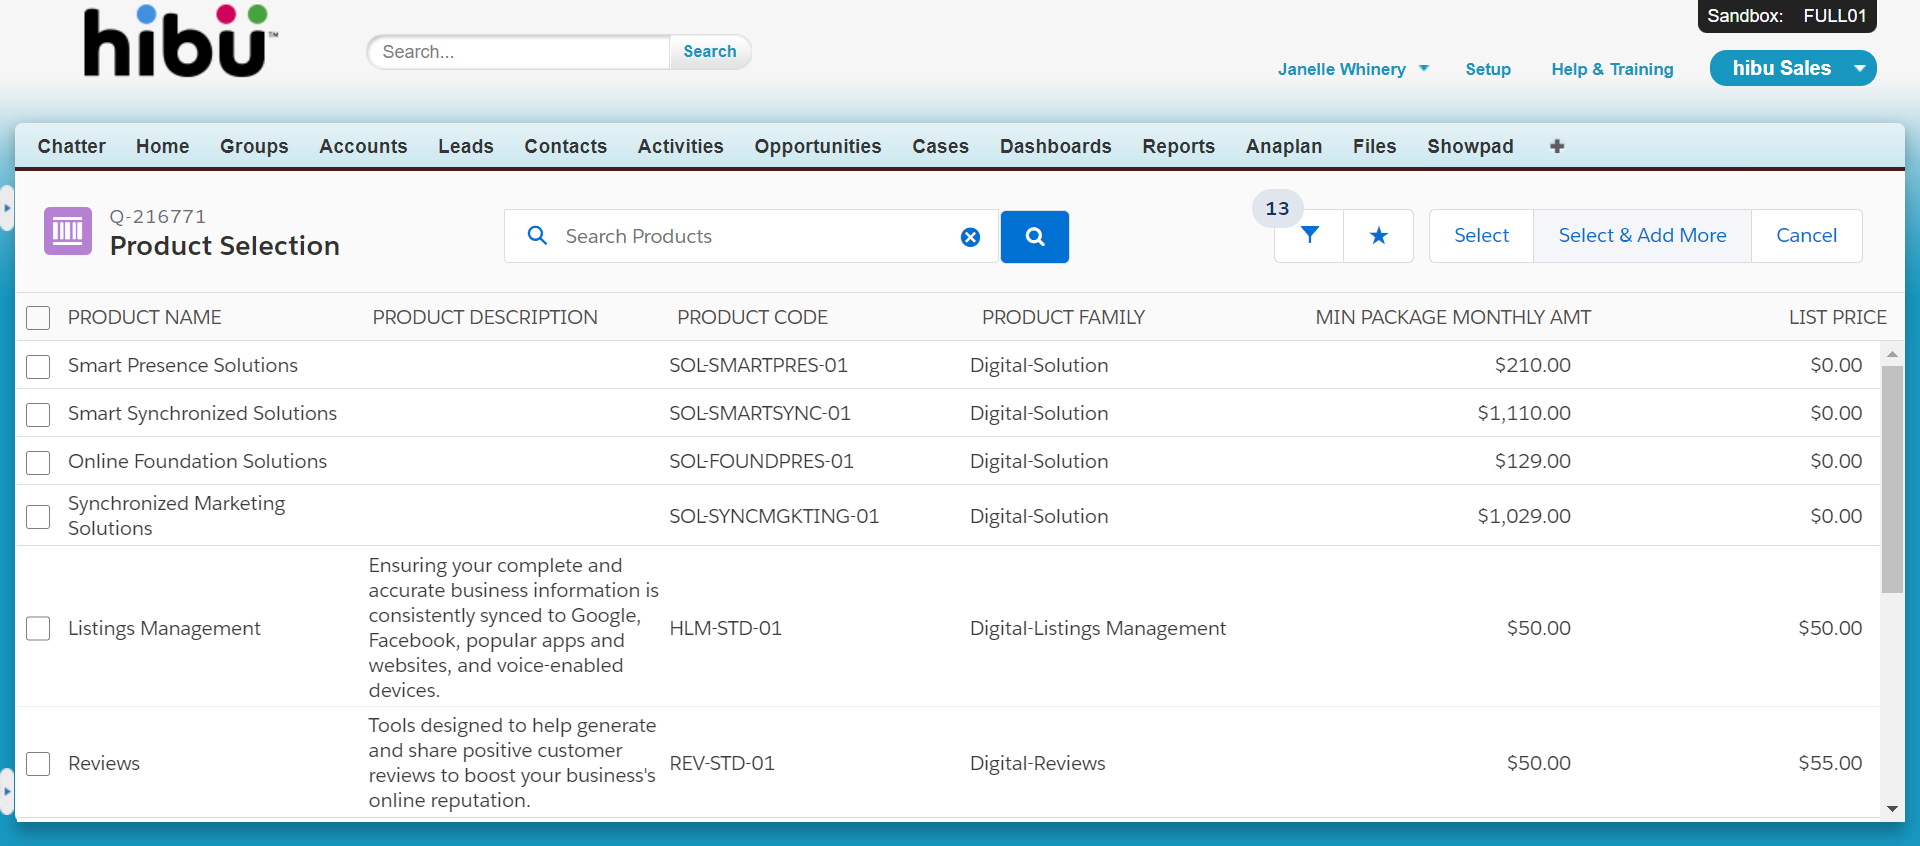 Sandbox: FULL01
hibü™
Search... Search
Janelle Whinery Setup Help & Training hibu Sales
Chatter Home Groups Accounts Leads Contacts Activities Opportunities Cases Dashboards Reports Anaplan Files Showpad
Q-216771
Product Selection
Search Products
13
Select Select & Add More Cancel
PRODUCT NAME PRODUCT DESCRIPTION PRODUCT CODE PRODUCT FAMILY MIN PACKAGE MONTHLY AMT LIST PRICE
Smart Presence Solutions SOL-SMARTPRES-01 Digital-Solution $210.00 $0.00
Smart Synchronized Solutions SOL-SMARTSYNC-01 Digital-Solution $1,110.00 $0.00
Online Foundation Solutions SOL-FOUNDPRES-01 Digital-Solution $129.00 $0.00
Synchronized Marketing
Solutions
SOL-SYNCMGKTING-01 Digital-Solution $1,029.00 $0.00
Listings Management
Ensuring your complete and
accurate business information is
consistently synced to Google,
Facebook, popular apps and
websites, and voice-enabled
devices.
HLM-STD-01 Digital-Listings Management $50.00 $50.00
Reviews
Tools designed to help generate
and share positive customer
reviews to boost your business's
online reputation.
REV-STD-01 Digital-Reviews $50.00 $55.00